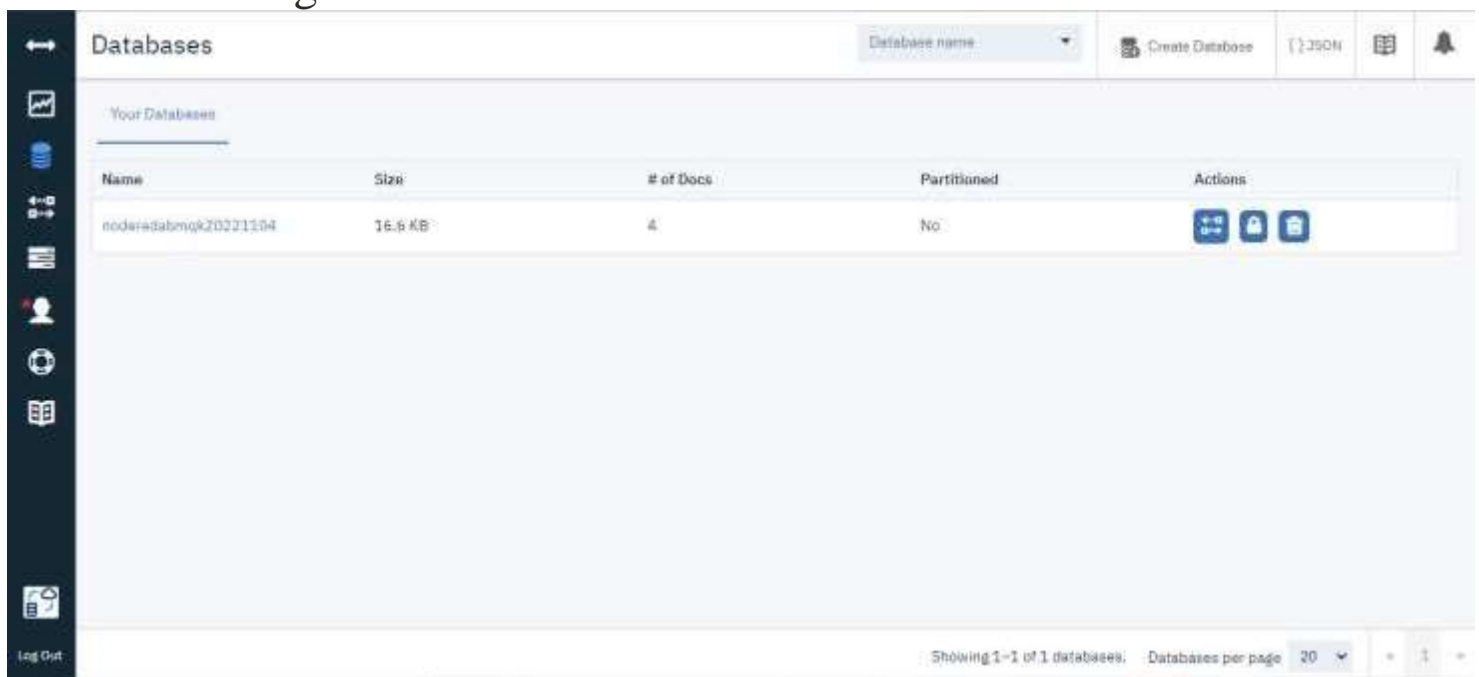 Databases
Database name
Create Database
{ } JSON
Your Databases
Name Size # of Docs Partitioned Actions
16.6 KB 4 No
Log Out
Showing 1–1 of 1 databases. Databases per page 20
« 1 »